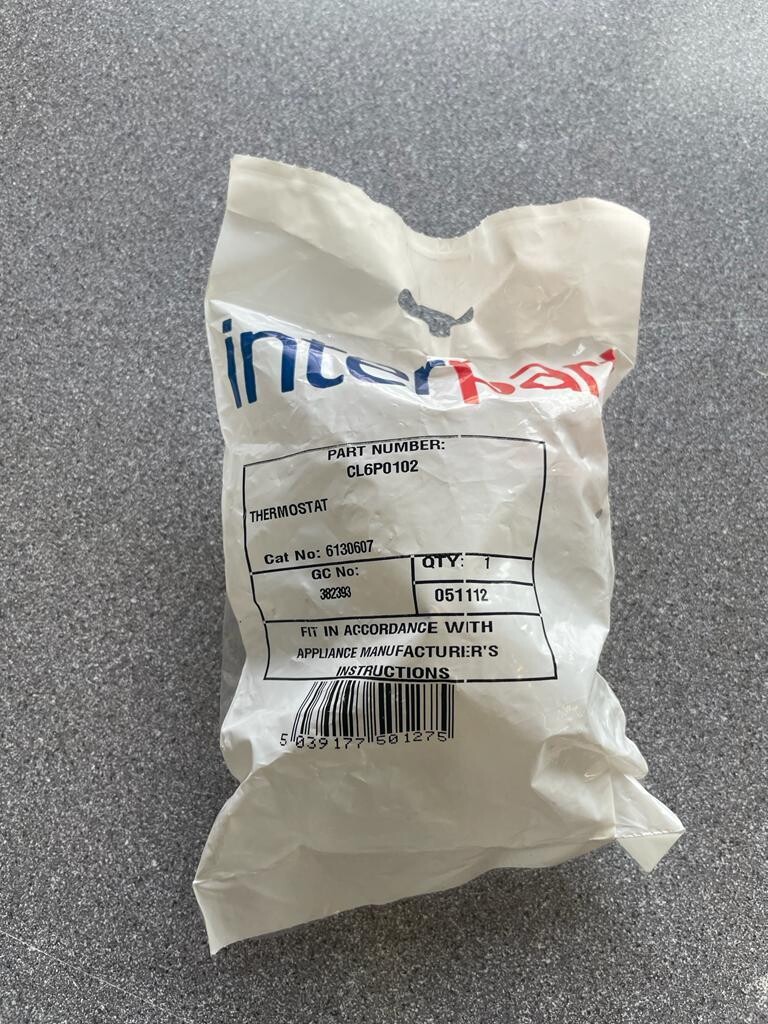 interpart
PART NUMBER:
CL6P0102
THERMOSTAT
Cat No: 6130607
GC No:
382393
QTY: 1
051112
FIT IN ACCORDANCE WITH
APPLIANCE MANUFACTURER'S
INSTRUCTIONS
5 039177 501275